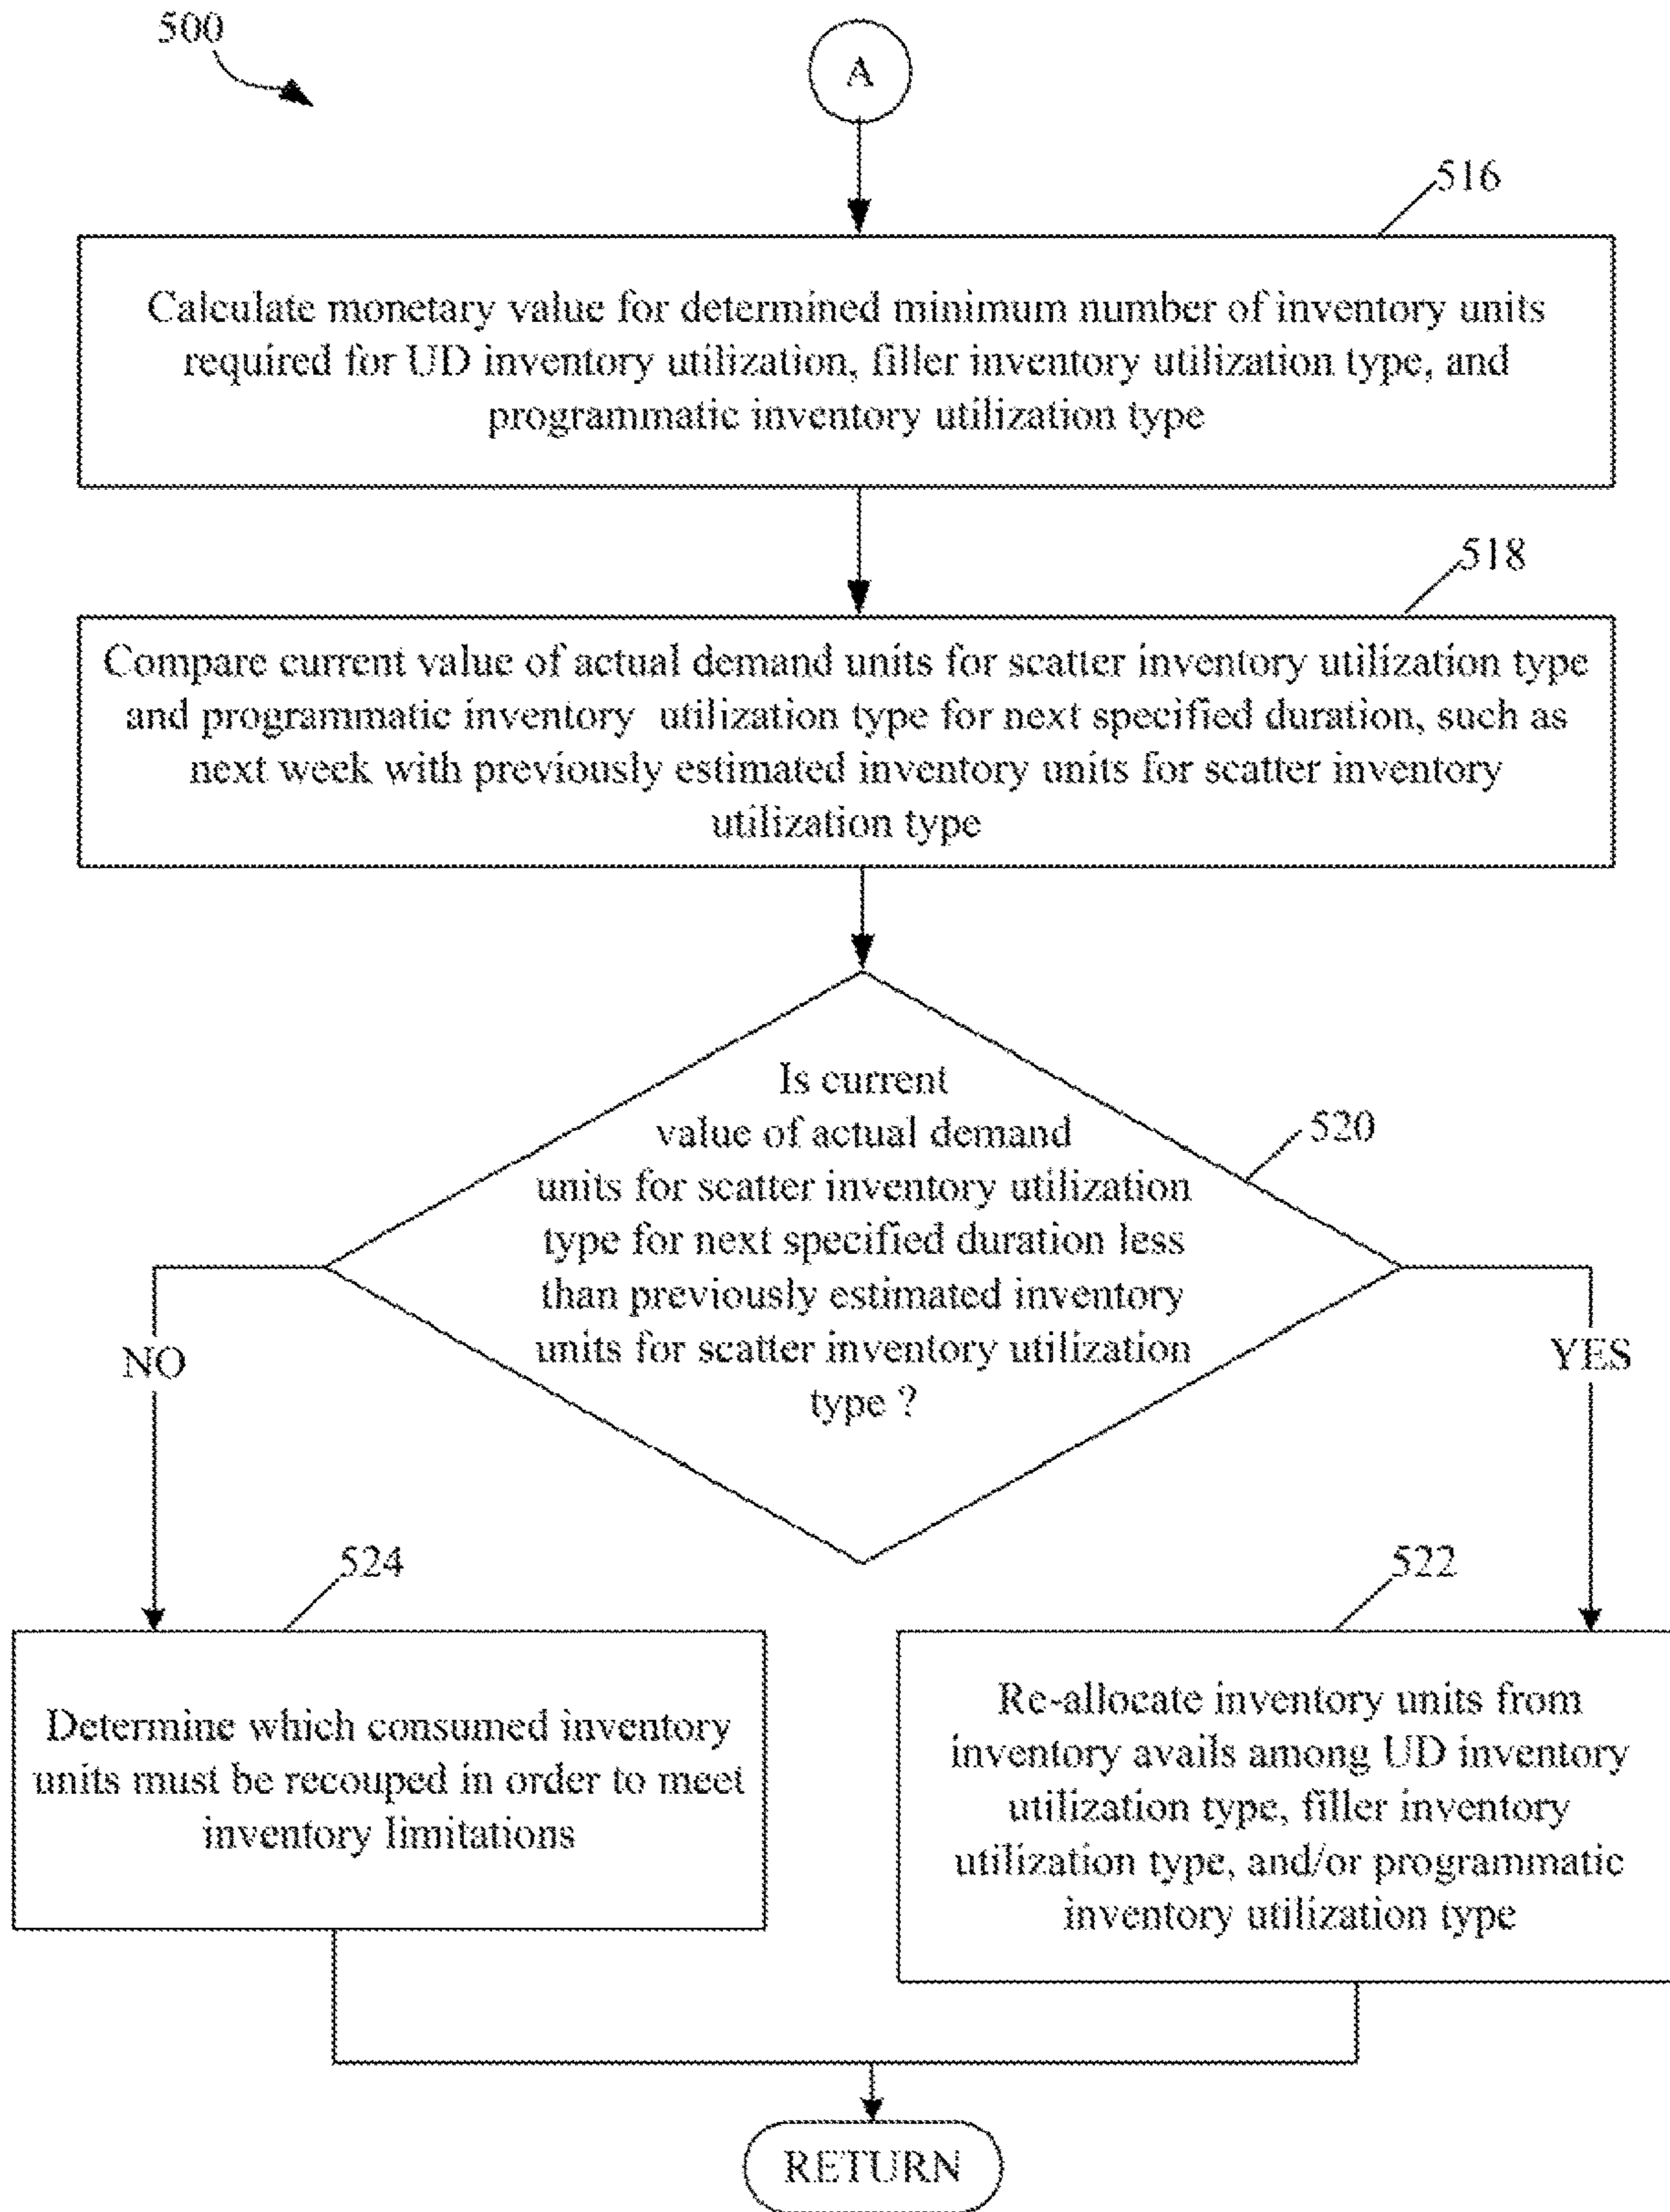 500
A
516
Calculate monetary value for determined minimum number of inventory units
required for UD inventory utilization, filler inventory utilization type, and
programmatic inventory utilization type
518
Compare current value of actual demand units for scatter inventory utilization type
and programmatic inventory utilization type for next specified duration, such as
next week with previously estimated inventory units for scatter inventory
utilization type
Is current
value of actual demand
units for scatter inventory utilization
type for next specified duration less
than previously estimated inventory
units for scatter inventory utilization
type ?
520
NO
YES
524
Determine which consumed inventory
units must be recouped in order to meet
inventory limitations
522
Re-allocate inventory units from
inventory avails among UD inventory
utilization type, filler inventory
utilization type, and/or programmatic
inventory utilization type
RETURN